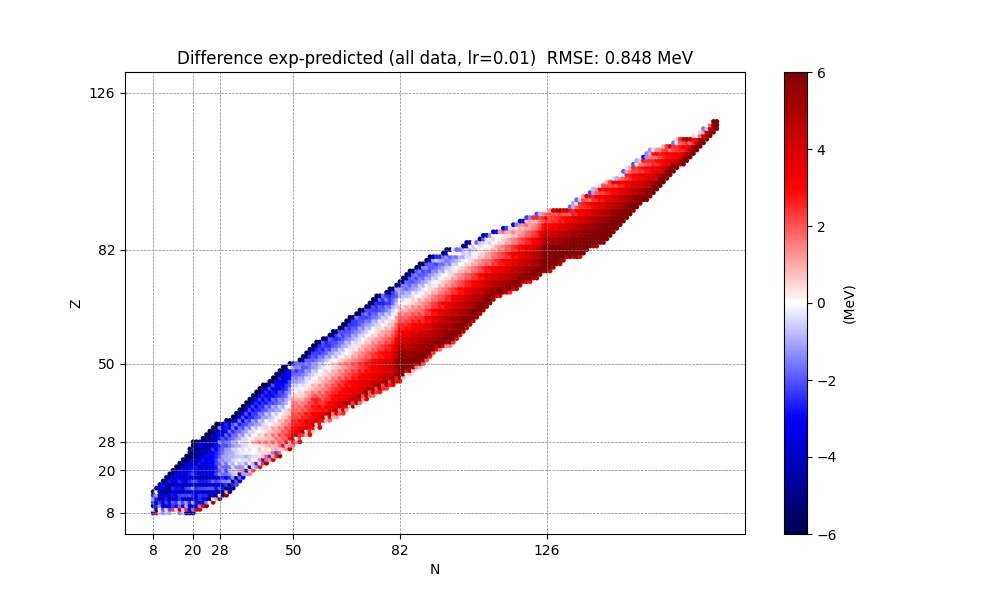 Difference exp-predicted (all data, lr=0.01)  RMSE: 0.848 MeV
126
82
50
28
20
8
Z
8 20 28 50 82 126
N
6
4
2
0
−2
−4
−6
(MeV)